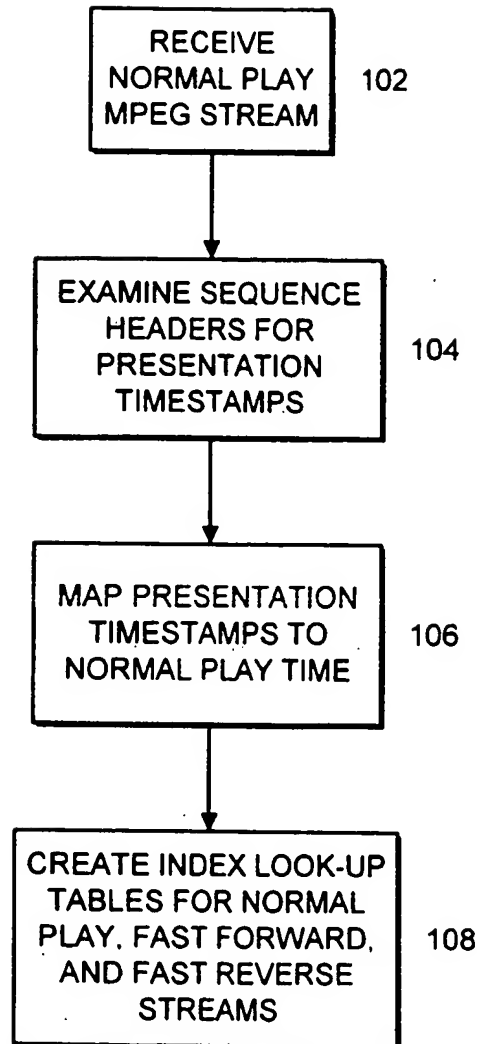 RECEIVE
NORMAL PLAY
MPEG STREAM
102
EXAMINE SEQUENCE
HEADERS FOR
PRESENTATION
TIMESTAMPS
104
MAP PRESENTATION
TIMESTAMPS TO
NORMAL PLAY TIME
106
CREATE INDEX LOOK-UP
TABLES FOR NORMAL
PLAY, FAST FORWARD,
AND FAST REVERSE
STREAMS
108